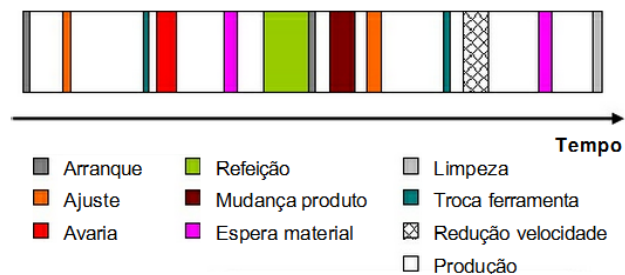 Tempo
Arranque
Refeição
Limpeza
Ajuste
Mudança produto
Troca ferramenta
Avaria
Espera material
Redução velocidade
Produção